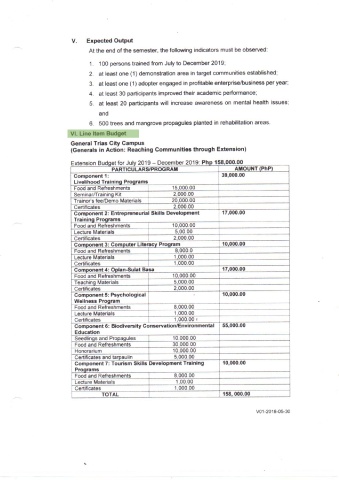 V. Expected Output
At the end of the semester, the following indicators must be observed:
1. 100 persons trained from July to December 2019;
2. at least one (1) demonstration area in target communities established;
3. at least one (1) adopter engaged in profitable enterprise/business per year;
4. at least 30 participants improved their academic performance;
5. at least 20 participants will increase awareness on mental health issues; and
6. 500 trees and mangrove propagules planted in rehabilitation areas.
VI. Line Item Budget
General Trias City Campus
(Generals in Action: Reaching Communities through Extension)
Extension Budget for July 2019 – December 2019: Php 158,000.00
PARTICULARS/PROGRAM AMOUNT (PhP)
Component 1: 39,000.00
Livelihood Training Programs
Food and Refreshments 15,000.00
Seminar/Training Kit 2,000.00
Trainer's fee/Demo Materials 20,000.00
Certificates 2,000.00
Component 2: Entrepreneurial Skills Development 17,000.00
Training Programs
Food and Refreshments 10,000.00
Lecture Materials 5,00.00
Certificates 2,000.00
Component 3: Computer Literacy Program 10,000.00
Food and Refreshments 8,000.0
Lecture Materials 1,000.00
Certificates 1,000.00
Component 4: Oplan-Sulat Basa 17,000.00
Food and Refreshments 10,000.00
Teaching Materials 5,000.00
Certificates 2,000.00
Component 5: Psychological 10,000.00
Wellness Program
Food and Refreshments 8,000.00
Lecture Materials 1,000.00
Certificates 1,000.00
Component 6: Biodiversity Conservation/Environmental 55,000.00
Education
Seedlings and Propagules 10,000.00
Food and Refreshments 30,000.00
Honorarium 10,000.00
Certificates and tarpaulin 5,000.00
Component 7: Tourism Skills Development Training 10,000.00
Programs
Food and Refreshments 8,000.00
Lecture Materials 1,00.00
Certificates 1,000.00
TOTAL 158,000.00
V01-2018-05-30